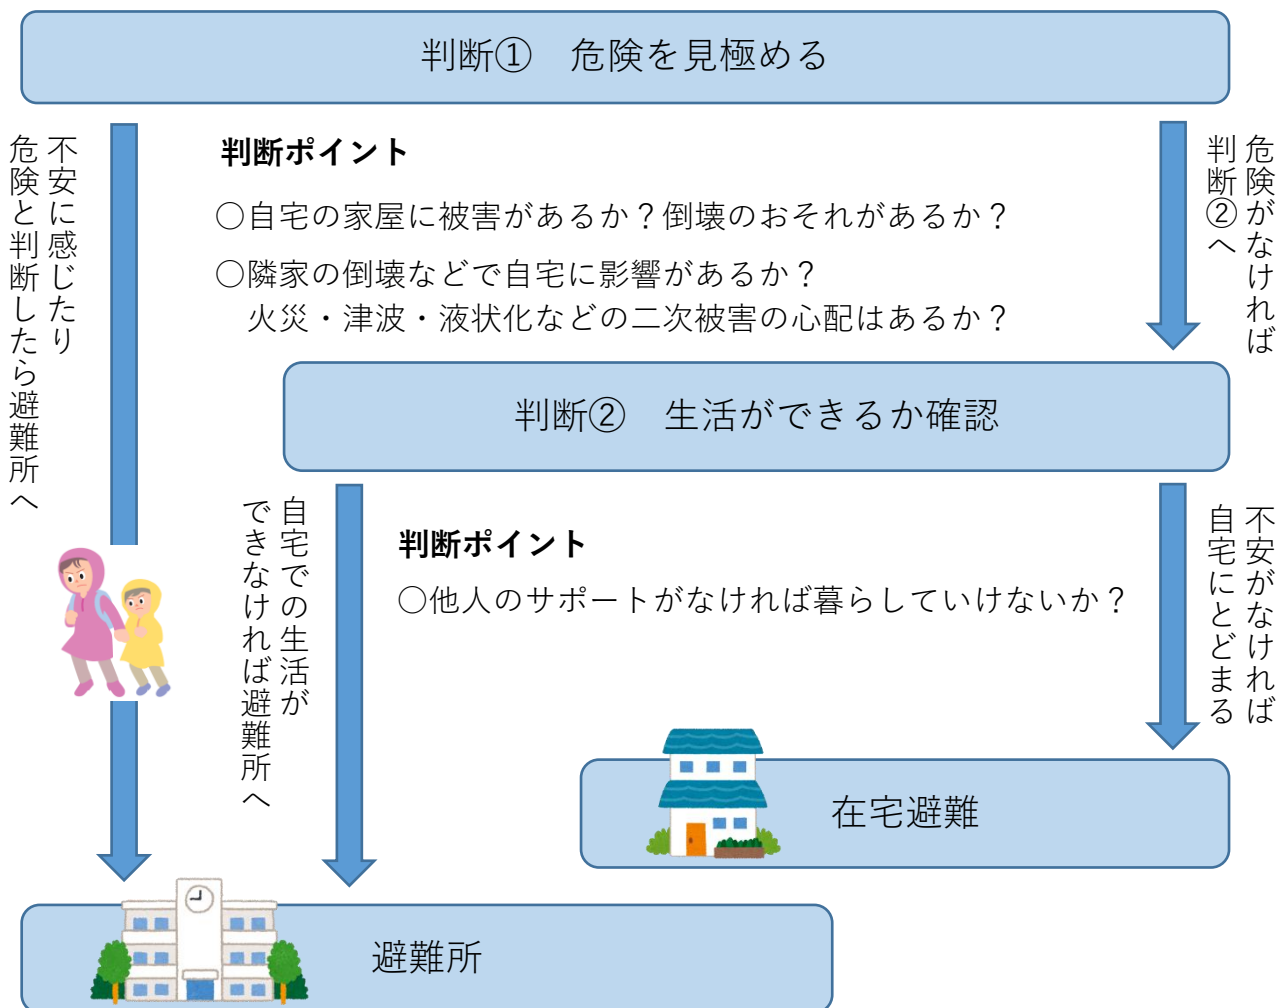 判断① 危険を見極める
不安に感じたり
危険と判断したら避難所へ
判断ポイント
○自宅の家屋に被害があるか？倒壊のおそれがあるか？
○隣家の倒壊などで自宅に影響があるか？
火災・津波・液状化などの二次被害の心配はあるか？
危険がなければ
判断②へ
判断② 生活ができるか確認
自宅での生活が
できなければ避難所へ
判断ポイント
○他人のサポートがなければ暮らしていけないか？
不安がなければ
自宅にとどまる
在宅避難
避難所